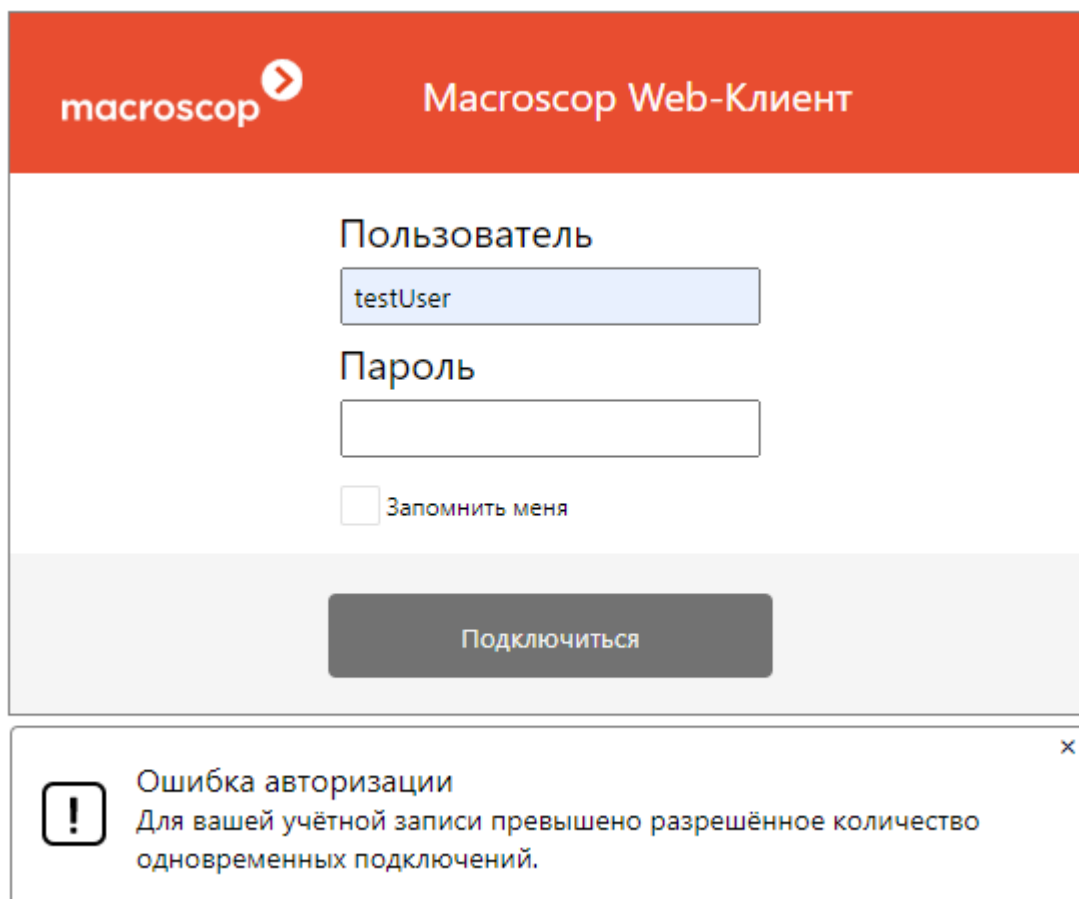 macroscop
Macroscop Web-Клиент
Пользователь
testUser
Пароль
Запомнить меня
Подключиться
Ошибка авторизации
Для вашей учётной записи превышено разрешённое количество
одновременных подключений.